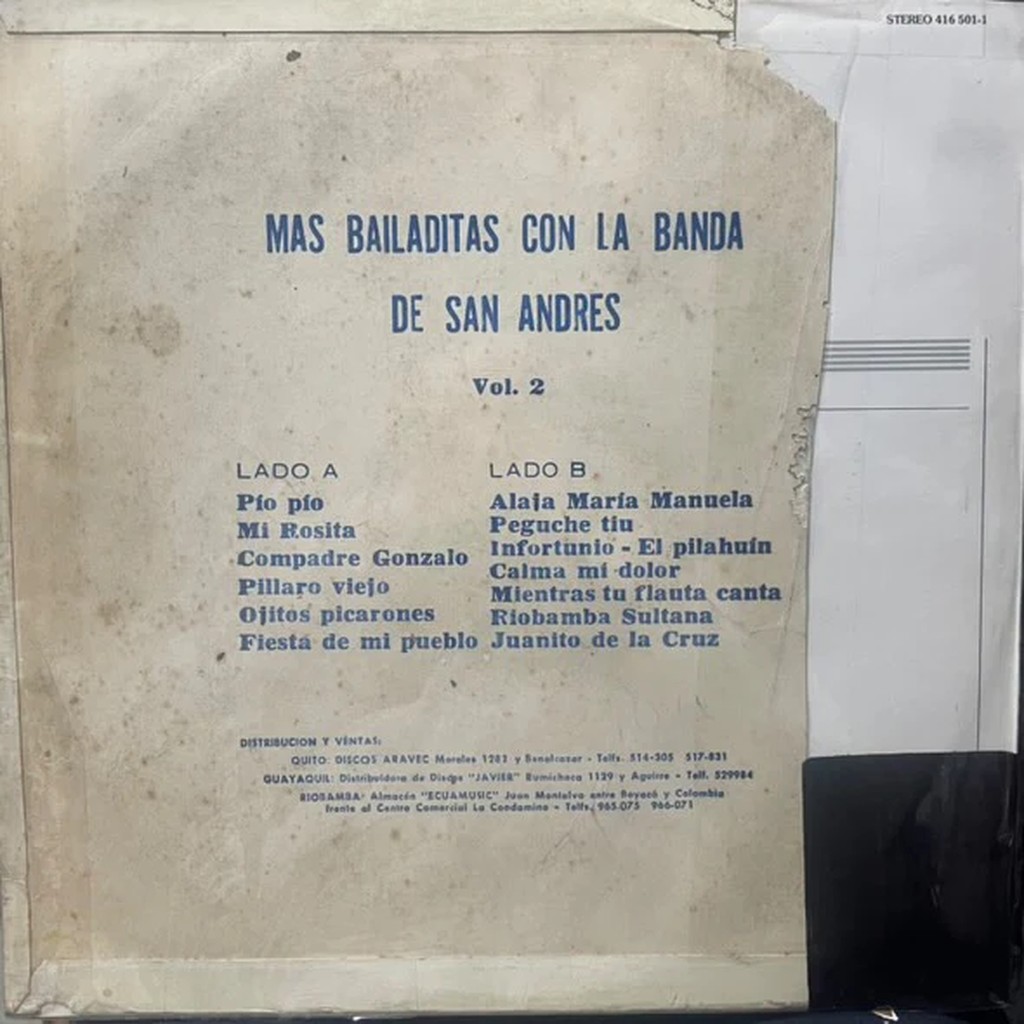 STEREO 416 501-1
MAS BAILADITAS CON LA BANDA
DE SAN ANDRES
Vol. 2
LADO A
Pío pío
Mi Rosita
Compadre Gonzalo
Pillaro viejo
Ojitos picarones
Fiesta de mi pueblo
LADO B
Alaja María Manuela
Peguche tiu
Infortunio - El pilahuín
Calma mi dolor
Mientras tu flauta canta
Riobamba Sultana
Juanito de la Cruz
DISTRIBUCION Y VENTAS:
QUITO: DISCOS ARAVEC Morales 1282 y Benalcazar - Telfs. 514-305 517-831
GUAYAQUIL: Distribuidora de Discos "JAVIER" Rumichaca 1129 y Aguirre - Telf. 529984
RIOBAMBA: Almacén "ECUAMUSIC" Juan Montalvo entre Boyacá y Colombia
frente al Centro Comercial La Condamine - Telfs. 965-075 966-071